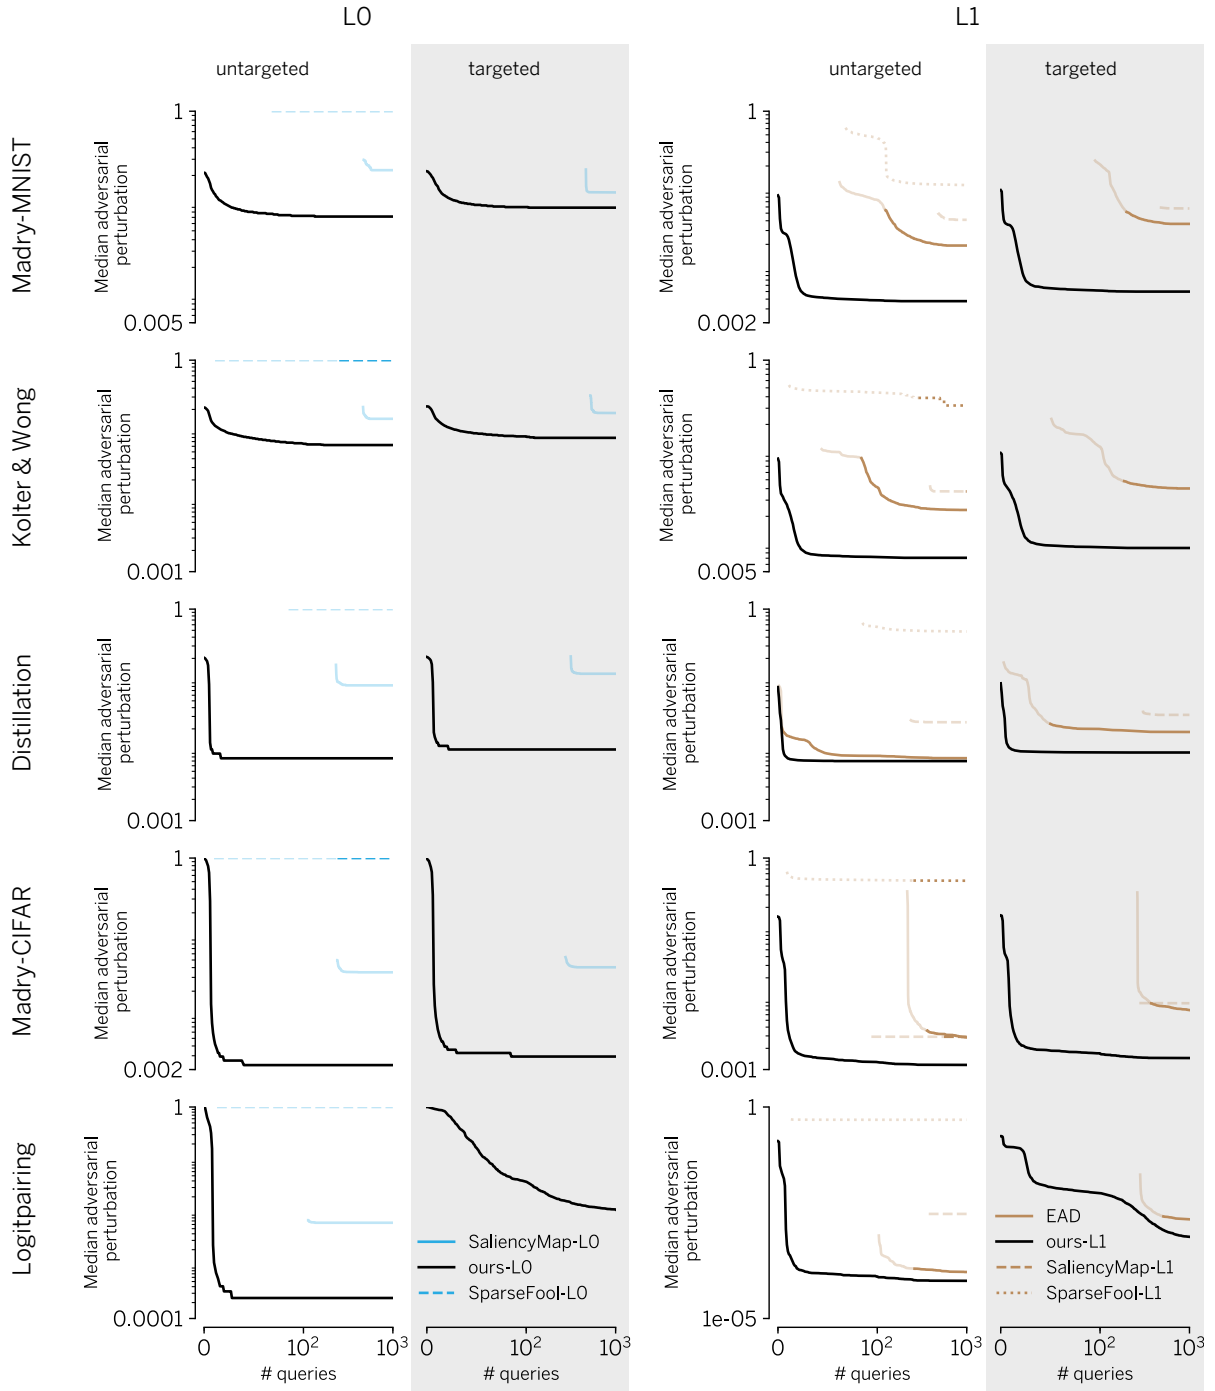 L0
L1
untargeted
targeted
untargeted
targeted
Madry-MNIST
Median adversarial
perturbation
1
0.005
Median adversarial
perturbation
1
0.002
Kolter & Wong
Median adversarial
perturbation
1
0.001
Median adversarial
perturbation
1
0.005
Distillation
Median adversarial
perturbation
1
0.001
Median adversarial
perturbation
1
0.001
Madry-CIFAR
Median adversarial
perturbation
1
0.002
Median adversarial
perturbation
1
0.001
Logitpairing
Median adversarial
perturbation
1
0.0001
SaliencyMap-L0
ours-L0
SparseFool-L0
Median adversarial
perturbation
1
1e-05
EAD
ours-L1
SaliencyMap-L1
SparseFool-L1
0 10² 10³
# queries
0 10² 10³
# queries
0 10² 10³
# queries
0 10² 10³
# queries